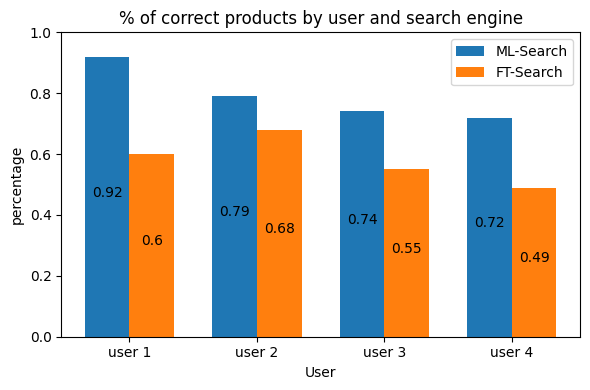 % of correct products by user and search engine
ML-Search
FT-Search
percentage
1.0
0.8
0.6
0.4
0.2
0.0
0.92
0.6
0.79
0.68
0.74
0.55
0.72
0.49
user 1
user 2
user 3
user 4
User